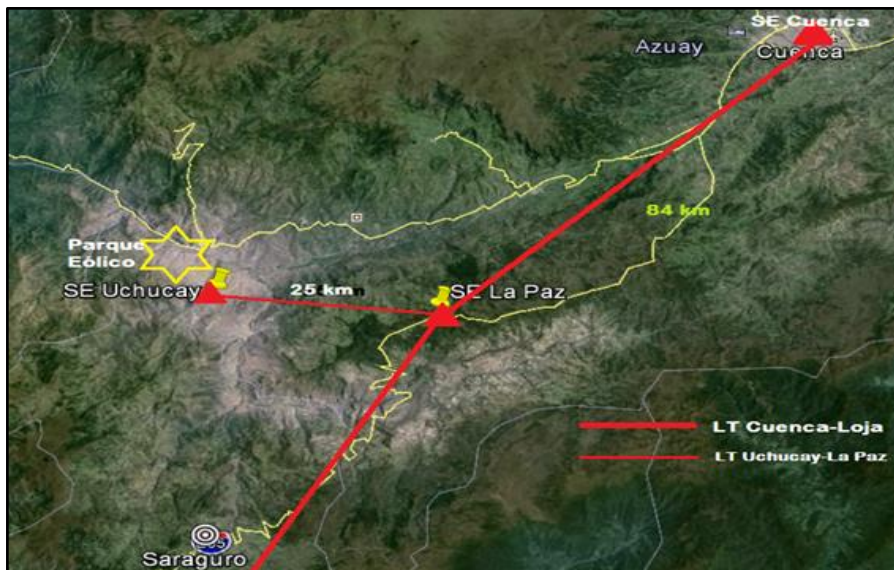 SE Cuenca
Azuay
Cuenca
84 km
Parque
Eólico
SE Uchucay
25 km
SE La Paz
LT Cuenca-Loja
LT Uchucay-La Paz
Saraguro